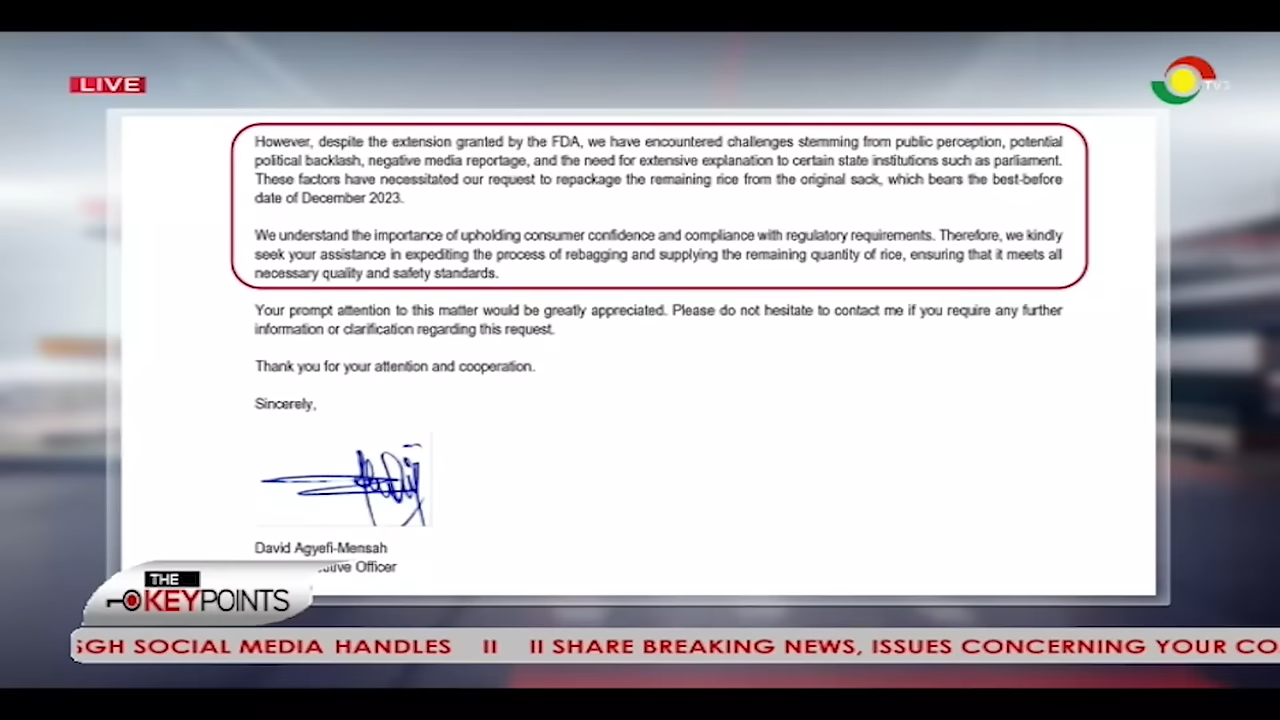 LIVE
TV3
However, despite the extension granted by the FDA, we have encountered challenges stemming from public perception, potential
political backlash, negative media reportage, and the need for extensive explanation to certain state institutions such as parliament.
These factors have necessitated our request to repackage the remaining rice from the original sack, which bears the best-before
date of December 2023.
We understand the importance of upholding consumer confidence and compliance with regulatory requirements. Therefore, we kindly
seek your assistance in expediting the process of rebagging and supplying the remaining quantity of rice, ensuring that it meets all
necessary quality and safety standards.
Your prompt attention to this matter would be greatly appreciated. Please do not hesitate to contact me if you require any further
information or clarification regarding this request.
Thank you for your attention and cooperation.
Sincerely,
David Agyefi-Mensah
Officer
THE
KEYPOINTS
GH SOCIAL MEDIA HANDLES II II SHARE BREAKING NEWS, ISSUES CONCERNING YOUR CO